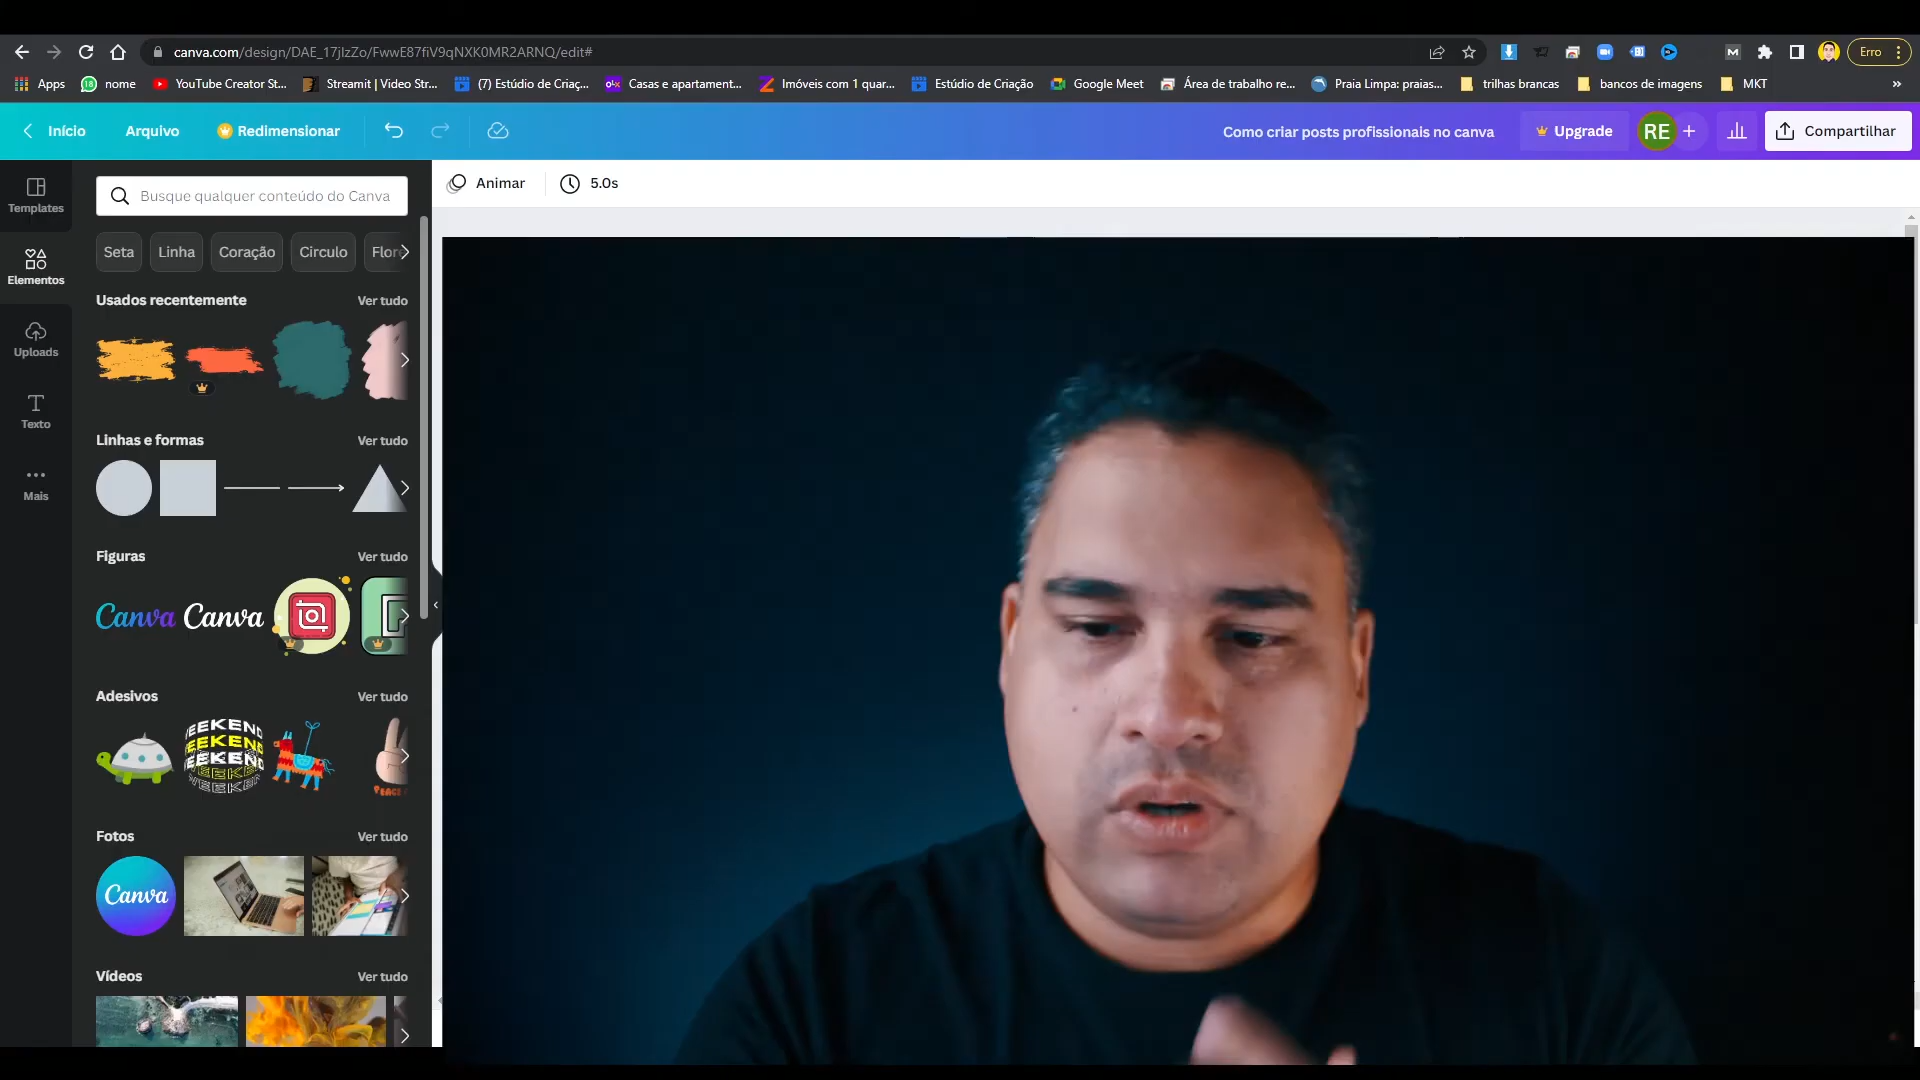 canva.com/design/DAE_17jIzZo/FwwE87fiV9qNXK0MR2ARNQ/edit#
Erro
Apps
nome
YouTube Creator St...
Streamit | Video Str...
(7) Estúdio de Criaç...
Casas e apartament...
Imóveis com 1 quar...
Estúdio de Criação
Google Meet
Área de trabalho re...
Praia Limpa: praias...
trilhas brancas
bancos de imagens
MKT
Início
Arquivo
Redimensionar
Como criar posts profissionais no canva
Upgrade
RE
Compartilhar
Templates
Elementos
Uploads
Texto
Mais
Busque qualquer conteúdo do Canva
Seta
Linha
Coração
Circulo
Flor
Animar
5.0s
Usados recentemente
Ver tudo
Linhas e formas
Ver tudo
Figuras
Ver tudo
Canva
Canva
Adesivos
Ver tudo
Fotos
Ver tudo
Canva
Vídeos
Ver tudo